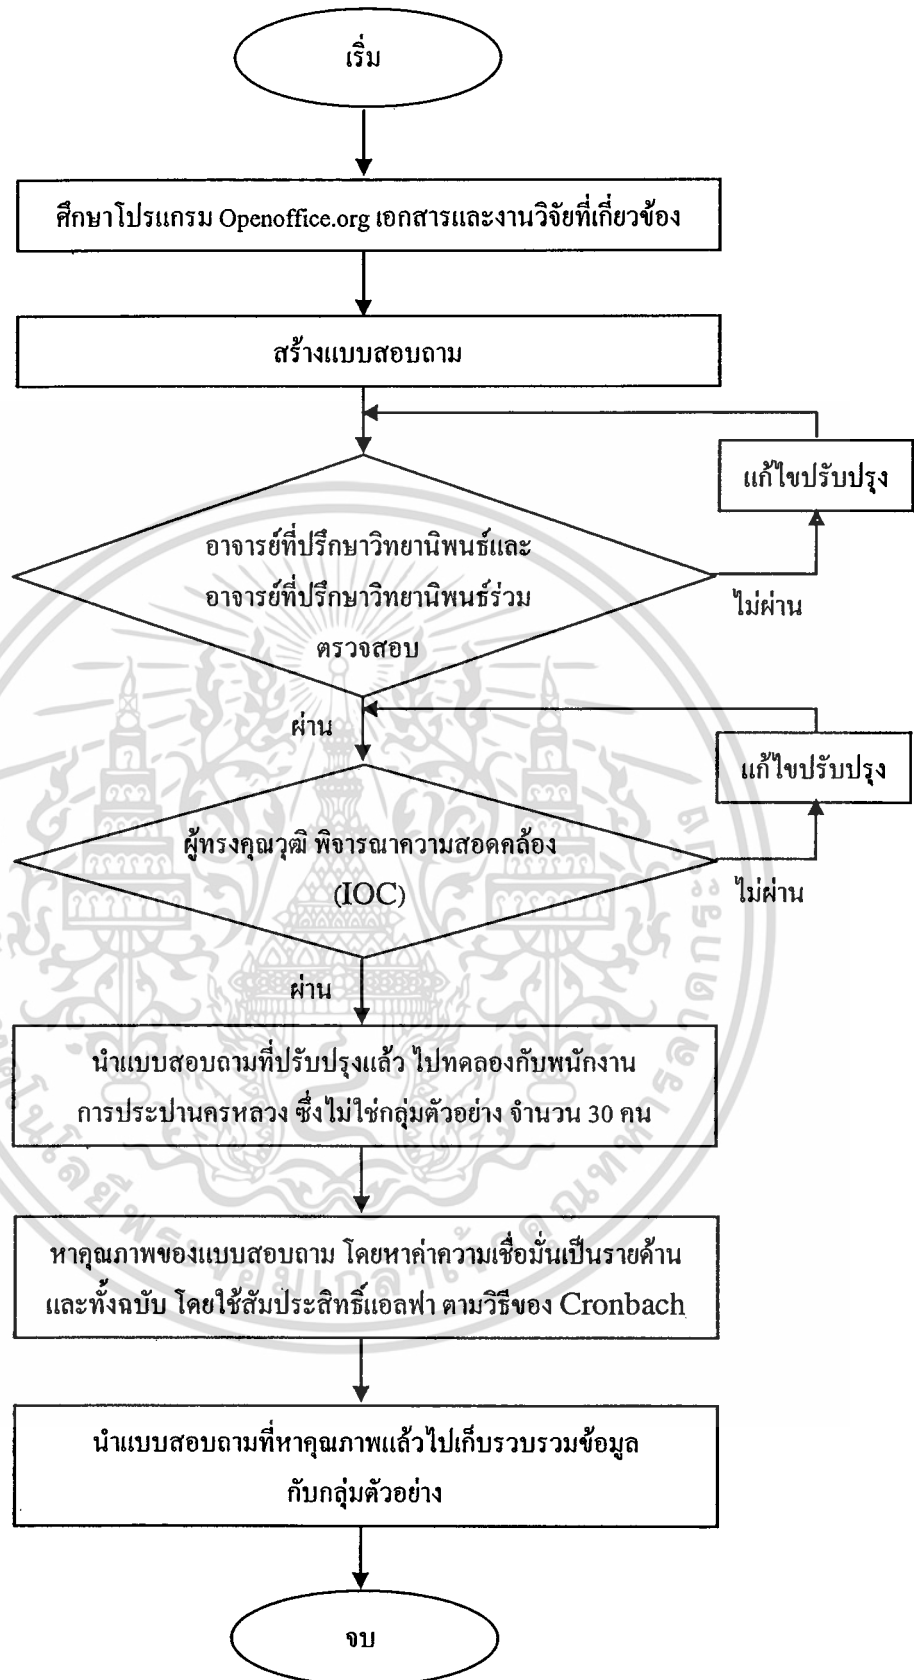 เริ่ม
ศึกษาโปรแกรม Openoffice.org เอกสารและงานวิจัยที่เกี่ยวข้อง
สร้างแบบสอบถาม
แก้ไขปรับปรุง
อาจารย์ที่ปรึกษาวิทยานิพนธ์และ
อาจารย์ที่ปรึกษาวิทยานิพนธ์ร่วม
ตรวจสอบ
ไม่ผ่าน
ผ่าน
แก้ไขปรับปรุง
ผู้ทรงคุณวุฒิ พิจารณาความสอดคล้อง
(IOC)
ไม่ผ่าน
ผ่าน
นำแบบสอบถามที่ปรับปรุงแล้ว ไปทดลองกับพนักงาน
การประปานครหลวง ซึ่งไม่ใช่กลุ่มตัวอย่าง จำนวน 30 คน
หาคุณภาพของแบบสอบถาม โดยหาค่าความเชื่อมั่นเป็นรายด้าน
และทั้งฉบับ โดยใช้สัมประสิทธิ์แอลฟา ตามวิธีของ Cronbach
นำแบบสอบถามที่หาคุณภาพแล้วไปเก็บรวบรวมข้อมูล
กับกลุ่มตัวอย่าง
จบ